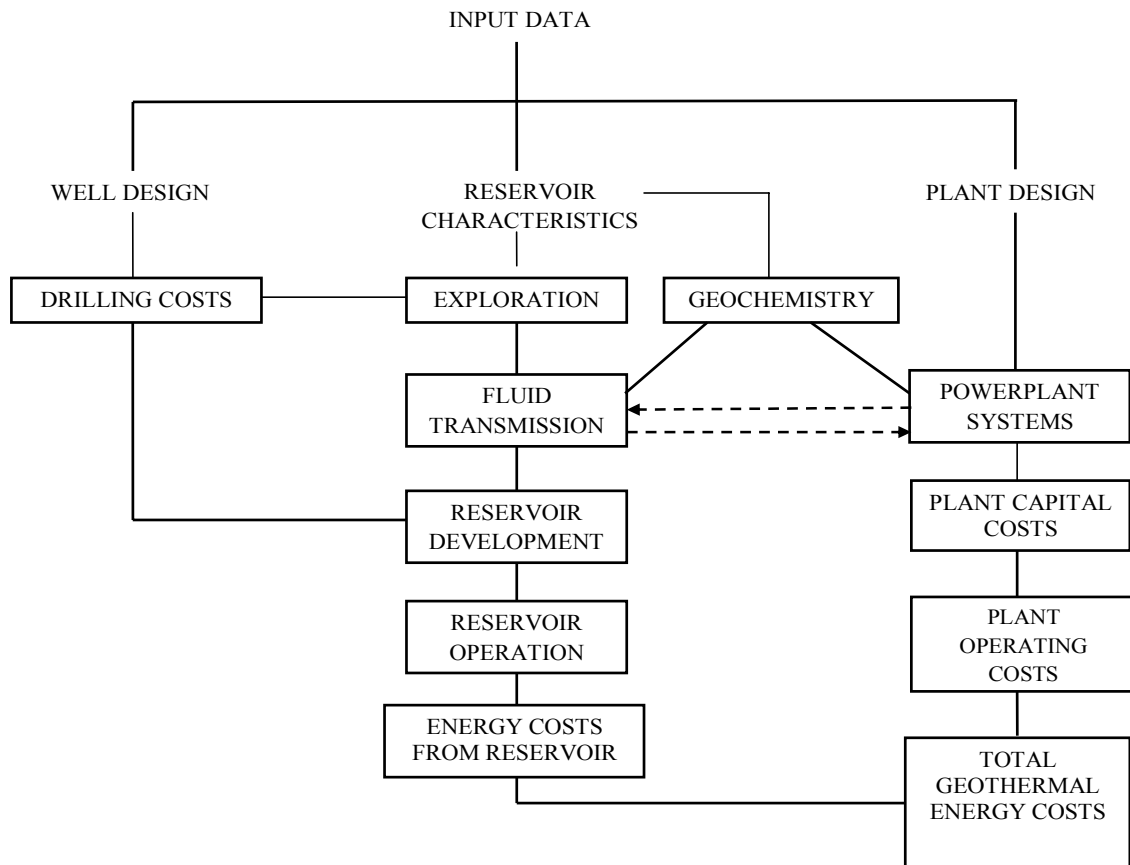 INPUT DATA
WELL DESIGN
RESERVOIR
CHARACTERISTICS
PLANT DESIGN
DRILLING COSTS
EXPLORATION
GEOCHEMISTRY
FLUID
TRANSMISSION
POWERPLANT
SYSTEMS
RESERVOIR
DEVELOPMENT
PLANT CAPITAL
COSTS
RESERVOIR
OPERATION
PLANT
OPERATING
COSTS
ENERGY COSTS
FROM RESERVOIR
TOTAL
GEOTHERMAL
ENERGY COSTS